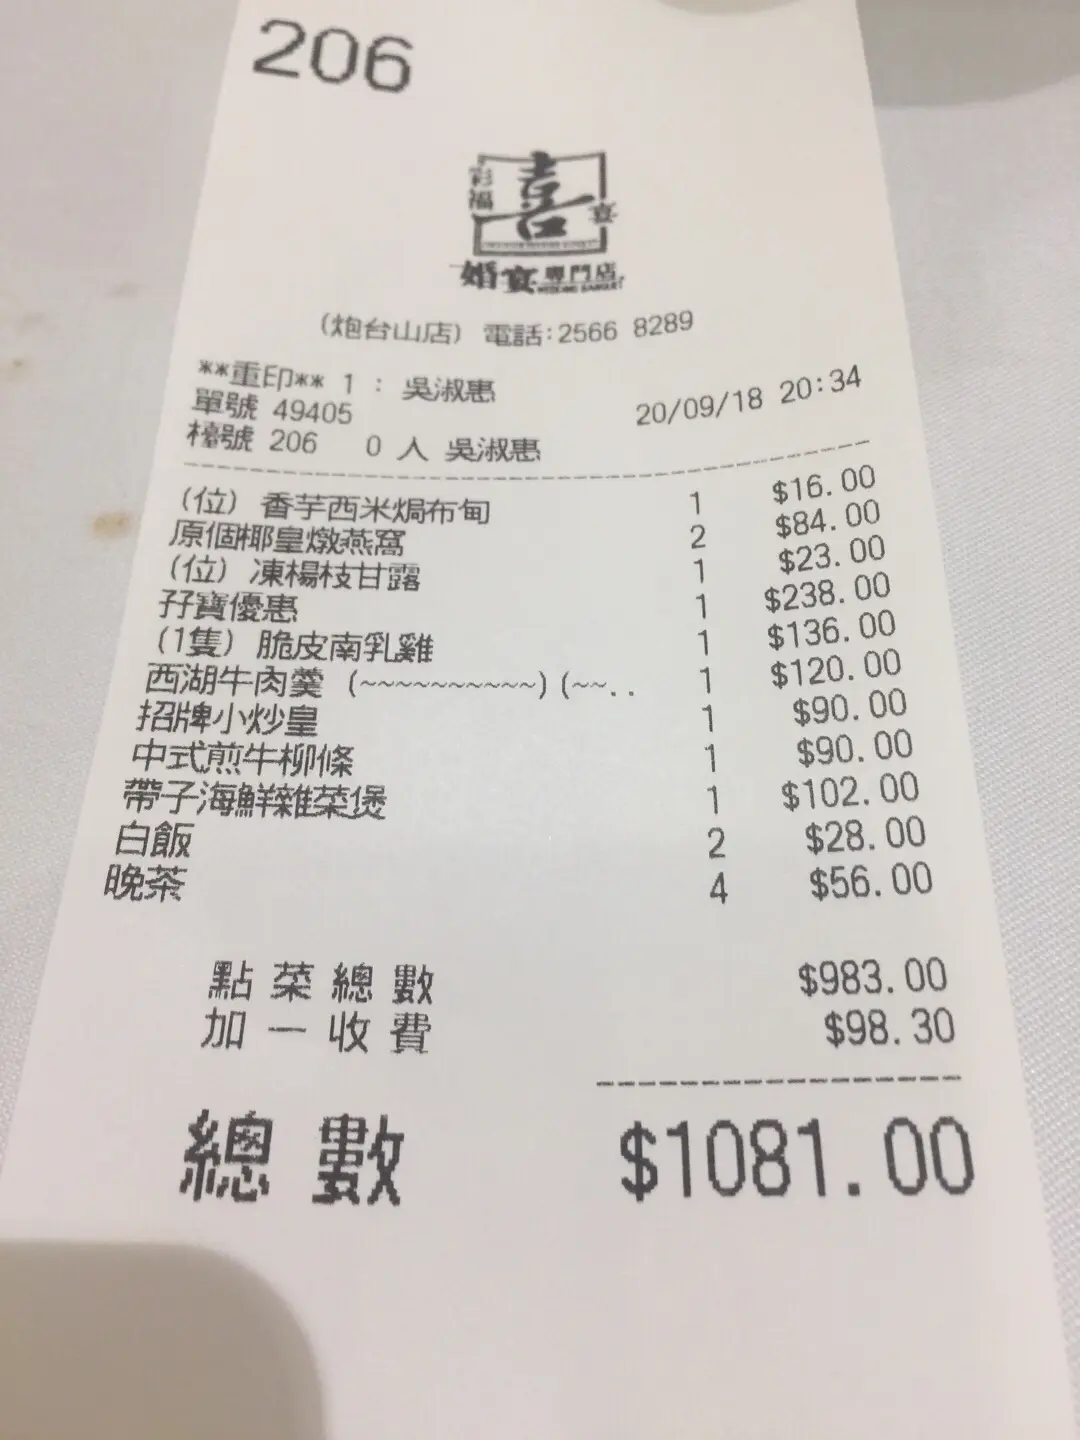 206
彩福
喜
宴
婚宴專門店
(炮台山店) 電話:2566 8289
**重印** 1 : 吳淑惠
單號 49405 20/09/18 20:34
檯號 206 0 人 吳淑惠
(位) 香芋西米焗布甸 1 $16.00
原個椰皇燉燕窩 2 $84.00
(位) 凍楊枝甘露 1 $23.00
孖寶優惠 1 $238.00
(1隻) 脆皮南乳雞 1 $136.00
西湖牛肉羹 (~~~~~~~~~~) (~~.. 1 $120.00
招牌小炒皇 1 $90.00
中式煎牛柳條 1 $90.00
帶子海鮮雜菜煲 1 $102.00
白飯 2 $28.00
晚茶 4 $56.00
點菜總數 $983.00
加一收費 $98.30
總數 $1081.00